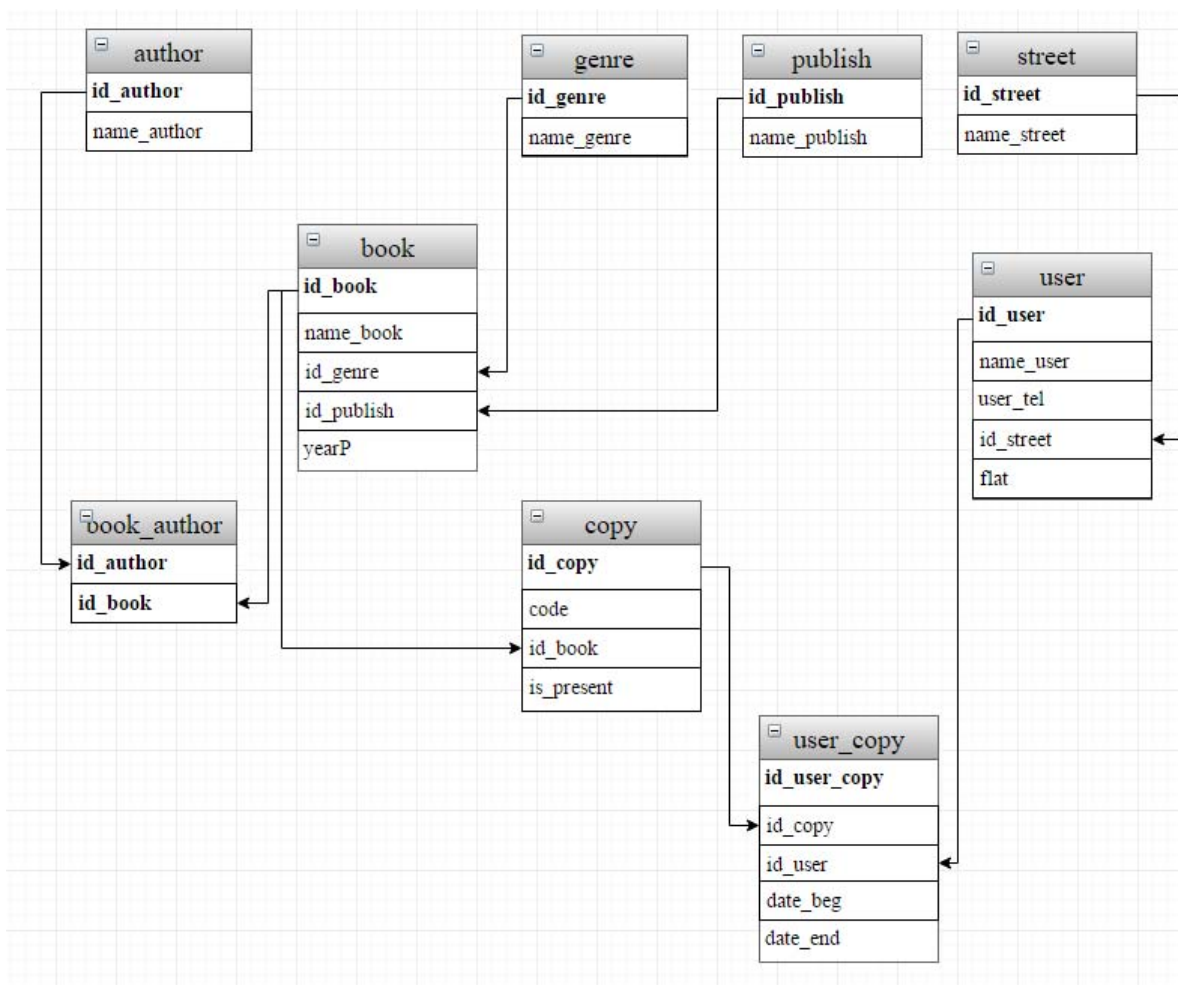 author
id_author
name_author
genre
id_genre
name_genre
publish
id_publish
name_publish
street
id_street
name_street
book
id_book
name_book
id_genre
id_publish
yearP
user
id_user
name_user
user_tel
id_street
flat
book_author
id_author
id_book
copy
id_copy
code
id_book
is_present
user_copy
id_user_copy
id_copy
id_user
date_beg
date_end